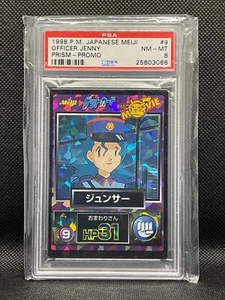 PSA
1998 P.M. JAPANESE MEIJI #9
OFFICER JENNY NM-MT
PRISM-PROMO 8
25603066
Meiji
MOVIE
ジュンサー
おまわりさん
9 HP31